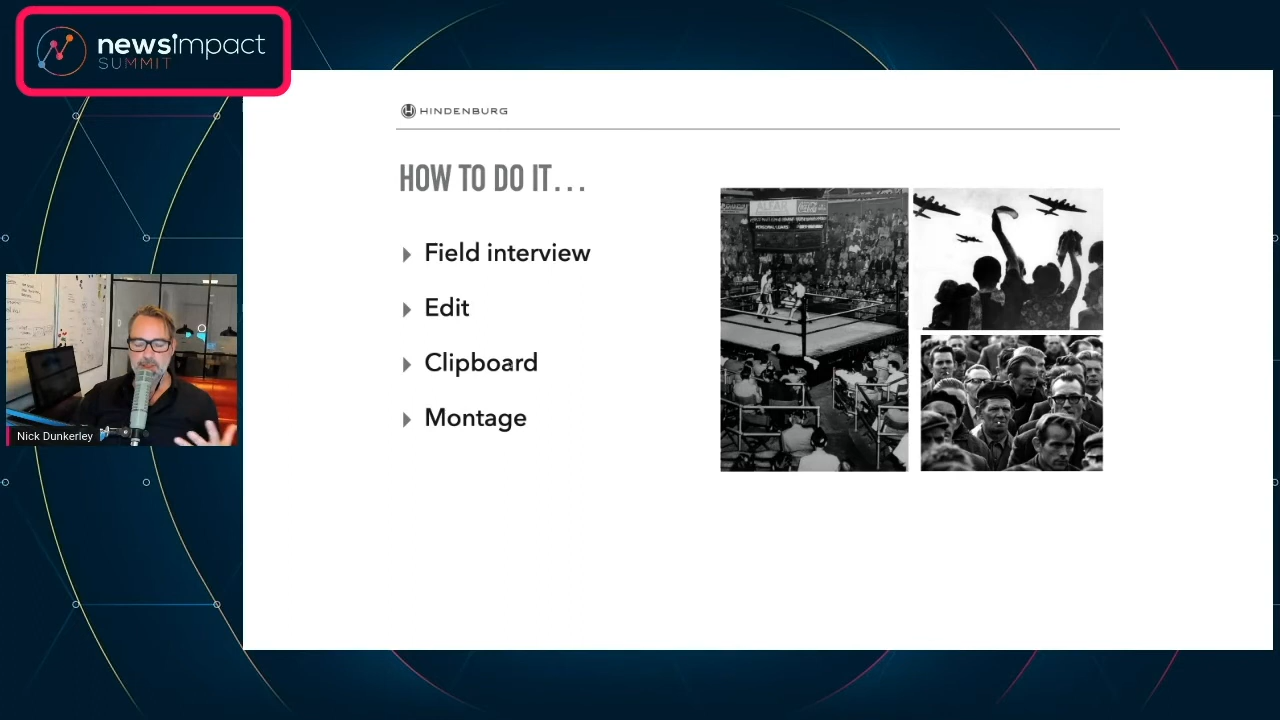 newsimpact
SUMMIT
HINDENBURG
HOW TO DO IT...
Field interview
Edit
Clipboard
Montage
Nick Dunkerley